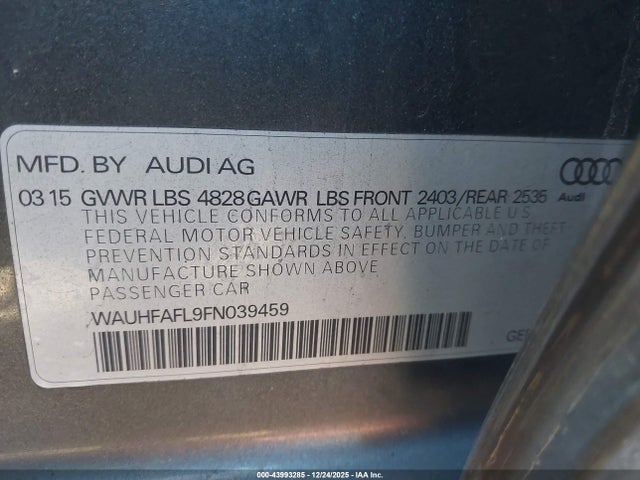 MFD. BY AUDI AG
03 15 GVWR LBS 4828 GAWR LBS FRONT 2403/REAR 2535
Audi
THIS VEHICLE CONFORMS TO ALL APPLICABLE U S
FEDERAL MOTOR VEHICLE SAFETY, BUMPER AND THEFT-
PREVENTION STANDARDS IN EFFECT ON THE DATE OF
MANUFACTURE SHOWN ABOVE
PASSENGER CAR
WAUHFAFL9FN039459
GE
000-43993285 - 12/24/2025 - IAA Inc.